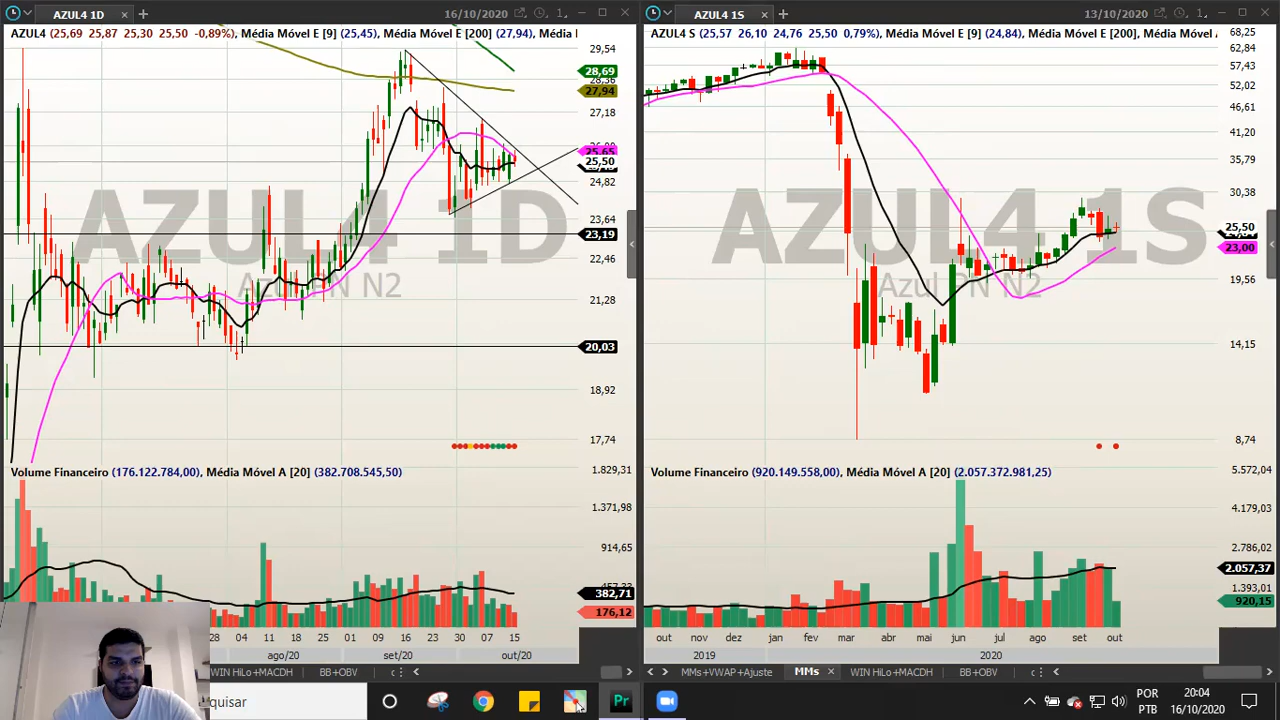 AZUL4 1D
16/10/2020
1
AZUL4 1S
13/10/2020
1
AZUL4 (25,69 25,87 25,30 25,50 -0,89%), Média Móvel E [9] (25,45), Média Móvel E [200] (27,94), Média
AZUL4 S (25,57 26,10 24,76 25,50 0,79%), Média Móvel E [9] (24,84), Média Móvel E [200], Média Móvel
29,54
28,69
28,36
27,94
27,18
25,65
25,50
24,82
23,64
23,19
22,46
21,28
20,03
18,92
17,74
AZUL4 1D
Azul PN N2
68,25
62,84
57,43
52,02
46,61
41,20
35,79
30,38
25,50
23,00
19,56
14,15
8,74
AZUL4 1S
Azul PN N2
Volume Financeiro (176.122.784,00), Média Móvel A [20] (382.708.545,50)
1.829,31
1.371,98
914,65
382,71
176,12
Volume Financeiro (920.149.558,00), Média Móvel A [20] (2.057.372.981,25)
5.572,04
4.179,03
2.786,02
2.057,37
1.393,01
920,15
28 04 11 18 25 01 09 16 23 30 07 15
ago/20 set/20 out/20
out nov dez jan fev mar abr mai jun jul ago set out
2019 2020
WIN HiLo+MACDH BB+OBV
MMs+VWAP+Ajuste MMs WIN HiLo+MACDH BB+OBV
quisar
Pr
POR
PTB
20:04
16/10/2020